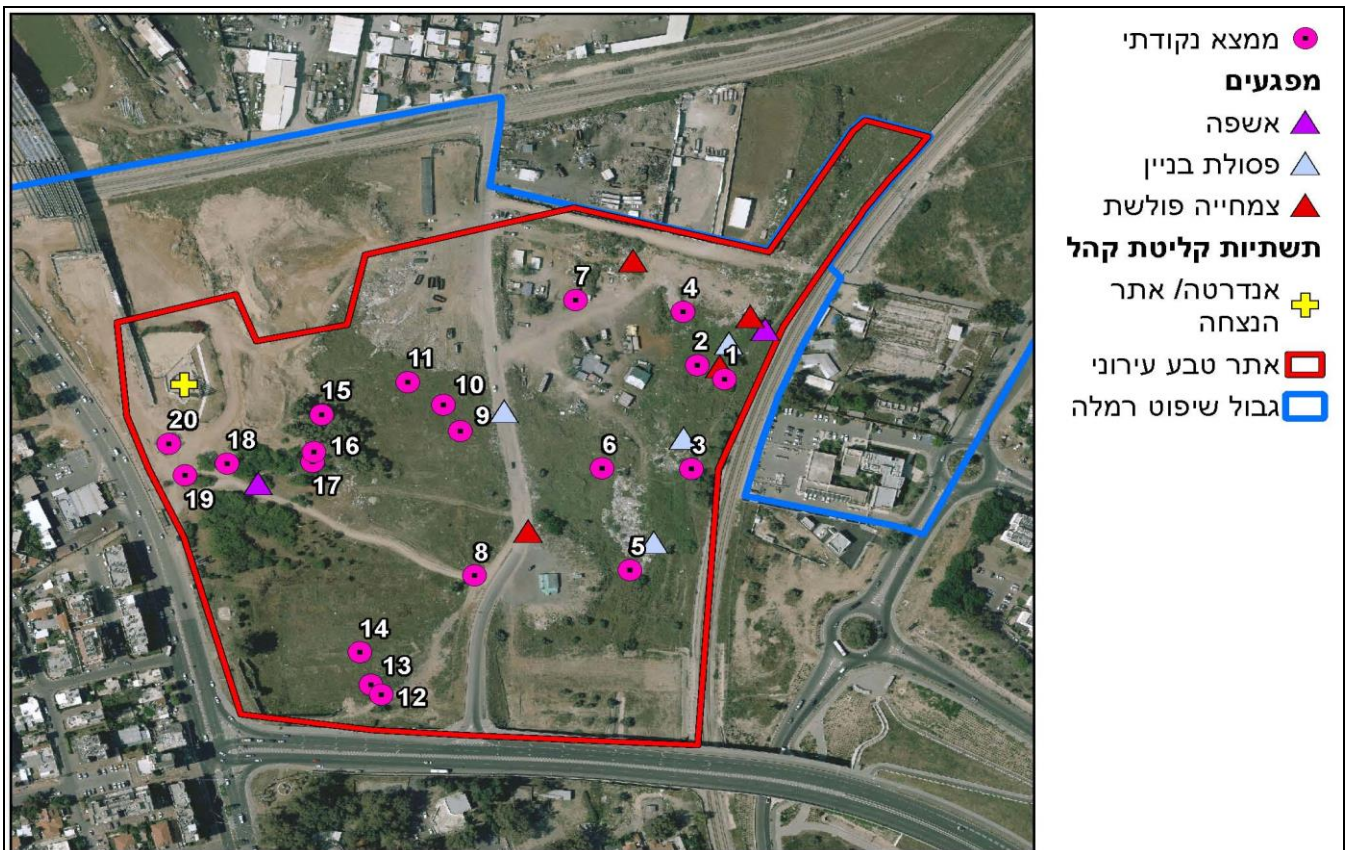 ממצא נקודתי
מפגעים
אשפה
פסולת בניין
צמחייה פולשת
תשתיות קליטת קהל
אנדרטה/ אתר
הנצחה
אתר טבע עירוני
גבול שיפוט רמלה
7
4
2
1
11
10
15
9
20
18
16
6
3
19
17
8
5
14
13
12